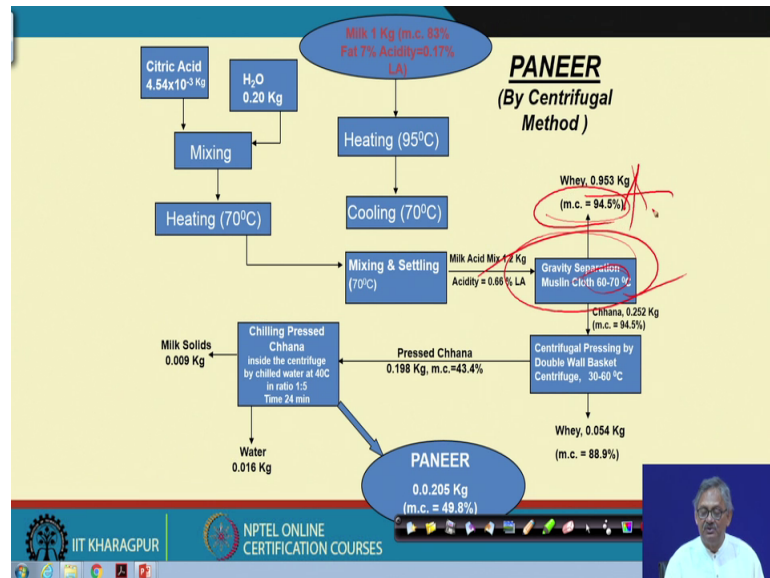 Milk 1 Kg (m.c. 83%
Fat 7% Acidity=0.17%
LA)
PANEER
(By Centrifugal
Method )
Citric Acid
4.54x10⁻³ Kg
H₂O
0.20 Kg
Mixing
Heating (95⁰C)
Heating (70⁰C)
Cooling (70⁰C)
Whey, 0.953 Kg
(m.c. = 94.5%)
Mixing & Settling
(70⁰C)
Milk Acid Mix 1.2 Kg
Acidity = 0.66 % LA
Gravity Separation
Muslin Cloth 60-70 ⁰C
Chhana, 0.252 Kg
(m.c. = 94.5%)
Centrifugal Pressing by
Double Wall Basket
Centrifuge, 30-60 ⁰C
Whey, 0.054 Kg
(m.c. = 88.9%)
Pressed Chhana
0.198 Kg, m.c.=43.4%
Chilling Pressed
Chhana
inside the centrifuge
by chilled water at 40C
in ratio 1:5
Time 24 min
Milk Solids
0.009 Kg
Water
0.016 Kg
PANEER
0.0.205 Kg
(m.c. = 49.8%)
IIT KHARAGPUR
NPTEL ONLINE
CERTIFICATION COURSES